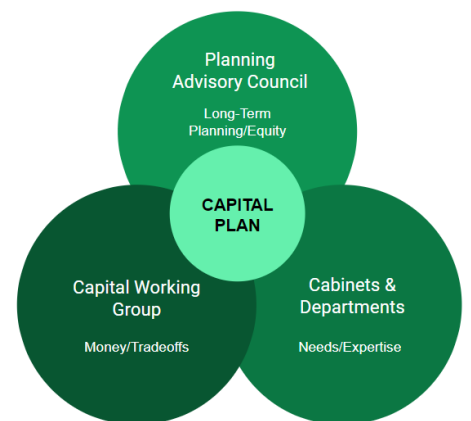 Planning
Advisory Council
Long-Term
Planning/Equity
CAPITAL
PLAN
Capital Working
Group
Money/Tradeoffs
Cabinets &
Departments
Needs/Expertise